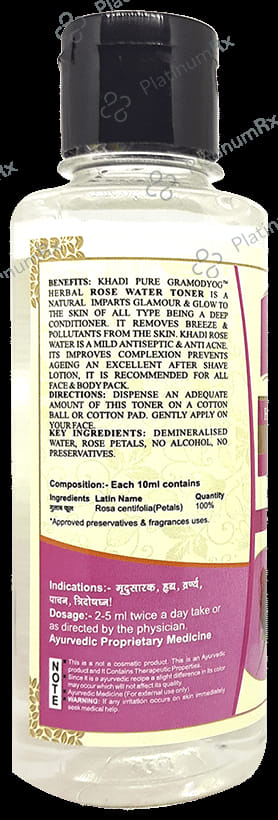 PlatinumRx
PlatinumRx
BENEFITS: KHADI PURE GRAMODYOG™
HERBAL ROSE WATER TONER IS A
NATURAL IMPARTS GLAMOUR & GLOW TO
THE SKIN OF ALL TYPE BEING A DEEP
CONDITIONER. IT REMOVES BREEZE &
POLLUTANTS FROM THE SKIN. KHADI ROSE
WATER IS A MILD ANTISEPTIC & ANTI ACNE.
ITS IMPROVES COMPLEXION PREVENTS
AGEING AN EXCELLENT AFTER SHAVE
LOTION, IT IS RECOMMENDED FOR ALL
FACE & BODY PACK.
DIRECTIONS: DISPENSE AN ADEQUATE
AMOUNT OF THIS TONER ON A COTTON
BALL OR COTTON PAD. GENTLY APPLY ON
YOUR FACE.
KEY INGREDIENTS: DEMINERALISED
WATER, ROSE PETALS, NO ALCOHOL, NO
PRESERVATIVES.
Composition:- Each 10ml contains
Ingredients Latin Name Quantity
गुलाब फूल Rosa centifolia(Petals) 100%
*Approved preservatives & fragrances uses.
Indications:- मृदुसारक, हृद्य, व्रर्ण्य,
पाचन, त्रिदोषघ्न!
Dosage:- 2-5 ml twice a day take or
as directed by the physician.
Ayurvedic Proprietary Medicine
NOTE
*This is a not a cosmetic product. This is an Ayurvedic
product and It Contains Therapeutic Properties.
Since it is a ayurvedic recipe a slight difference in its color
may occur which will not affect its quality.
Ayurvedic Medicine (For external use only)
WARNING: If any irritation occurs on skin immediately
seek medical help.